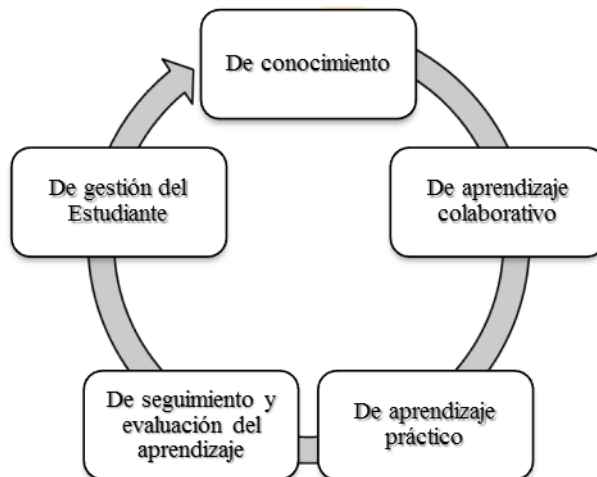 De conocimiento
De aprendizaje
colaborativo
De aprendizaje
práctico
De seguimiento y
evaluación del
aprendizaje
De gestión del
Estudiante